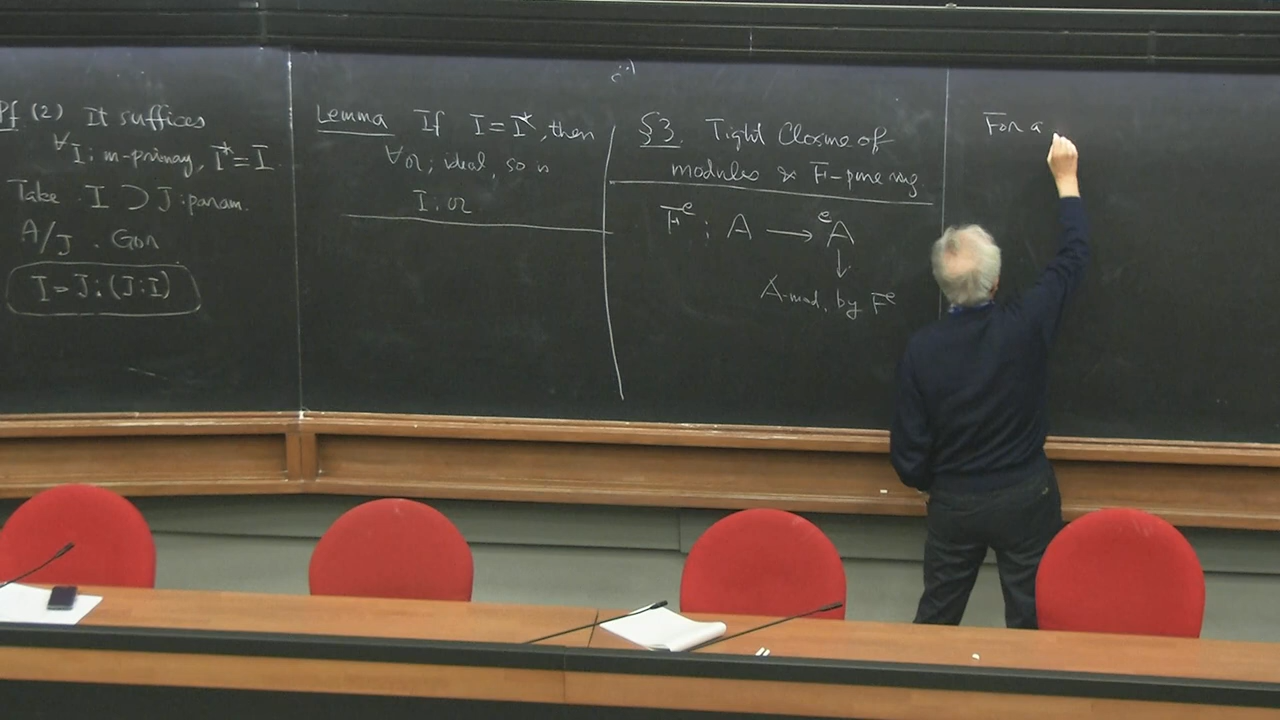 Pf (2) It suffices
∀I : m-primary, I* = I.
Take I ⊃ J : param.
A/J . Gor
I = J : (J : I)
Lemma If I = I*, then
∀𝔞 ; ideal, so is
I : 𝔞
§3. Tight Closure of
modules & F-pure ring.
F^e : A → ^eA
↓
A-mod. by F^e
For a